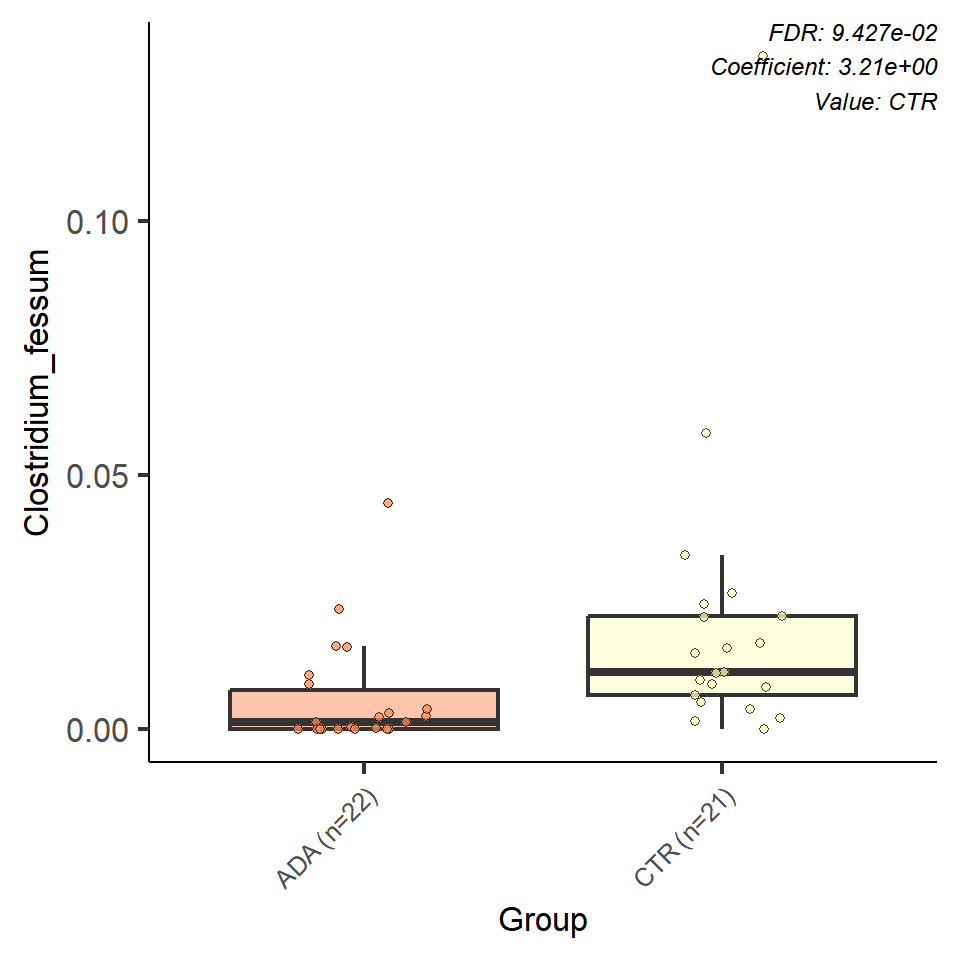 FDR: 9.427e-02
Coefficient: 3.21e+00
Value: CTR
Clostridium_fessum
0.10
0.05
0.00
ADA (n=22)
CTR (n=21)
Group